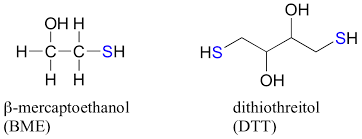 OH
H–C–C–SH
H H
OH
HS
SH
OH
β-mercaptoethanol
(BME)
dithiothreitol
(DTT)